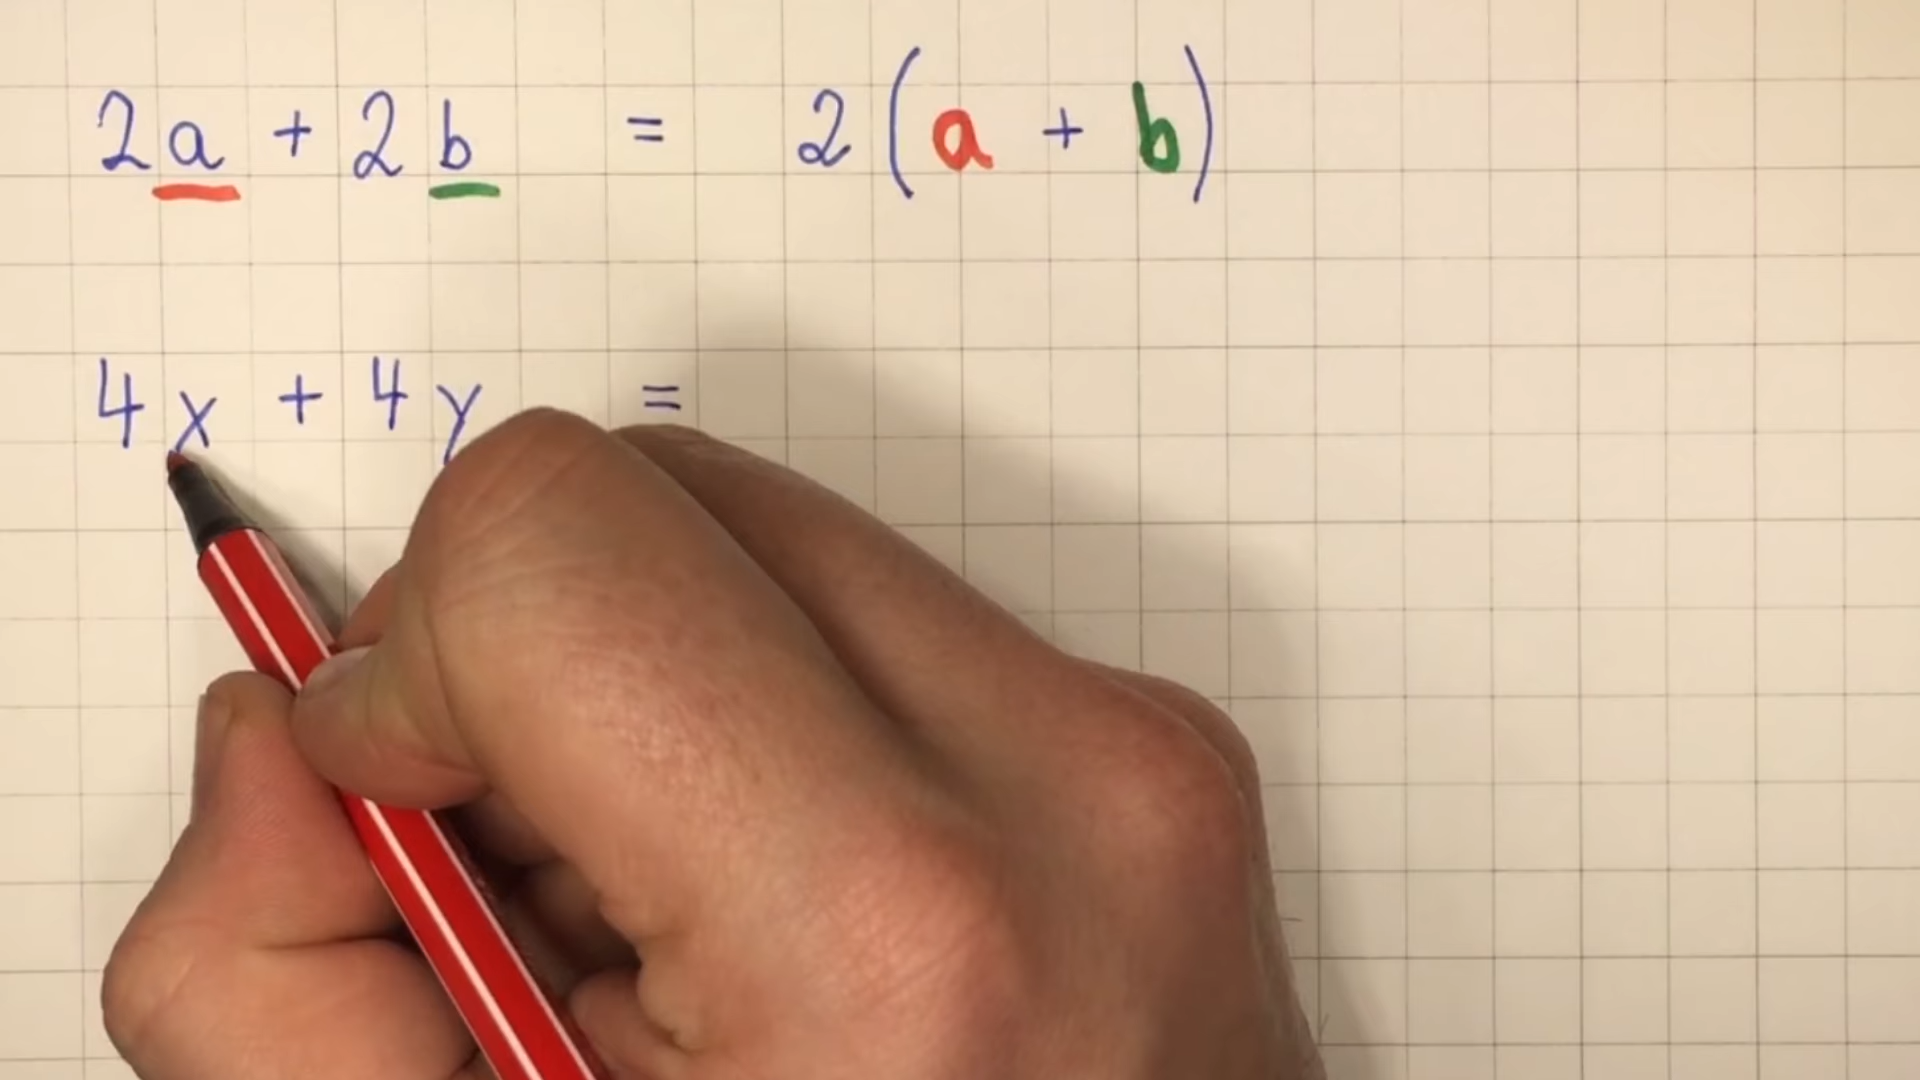 2a + 2b = 2(a + b)
4x + 4y =